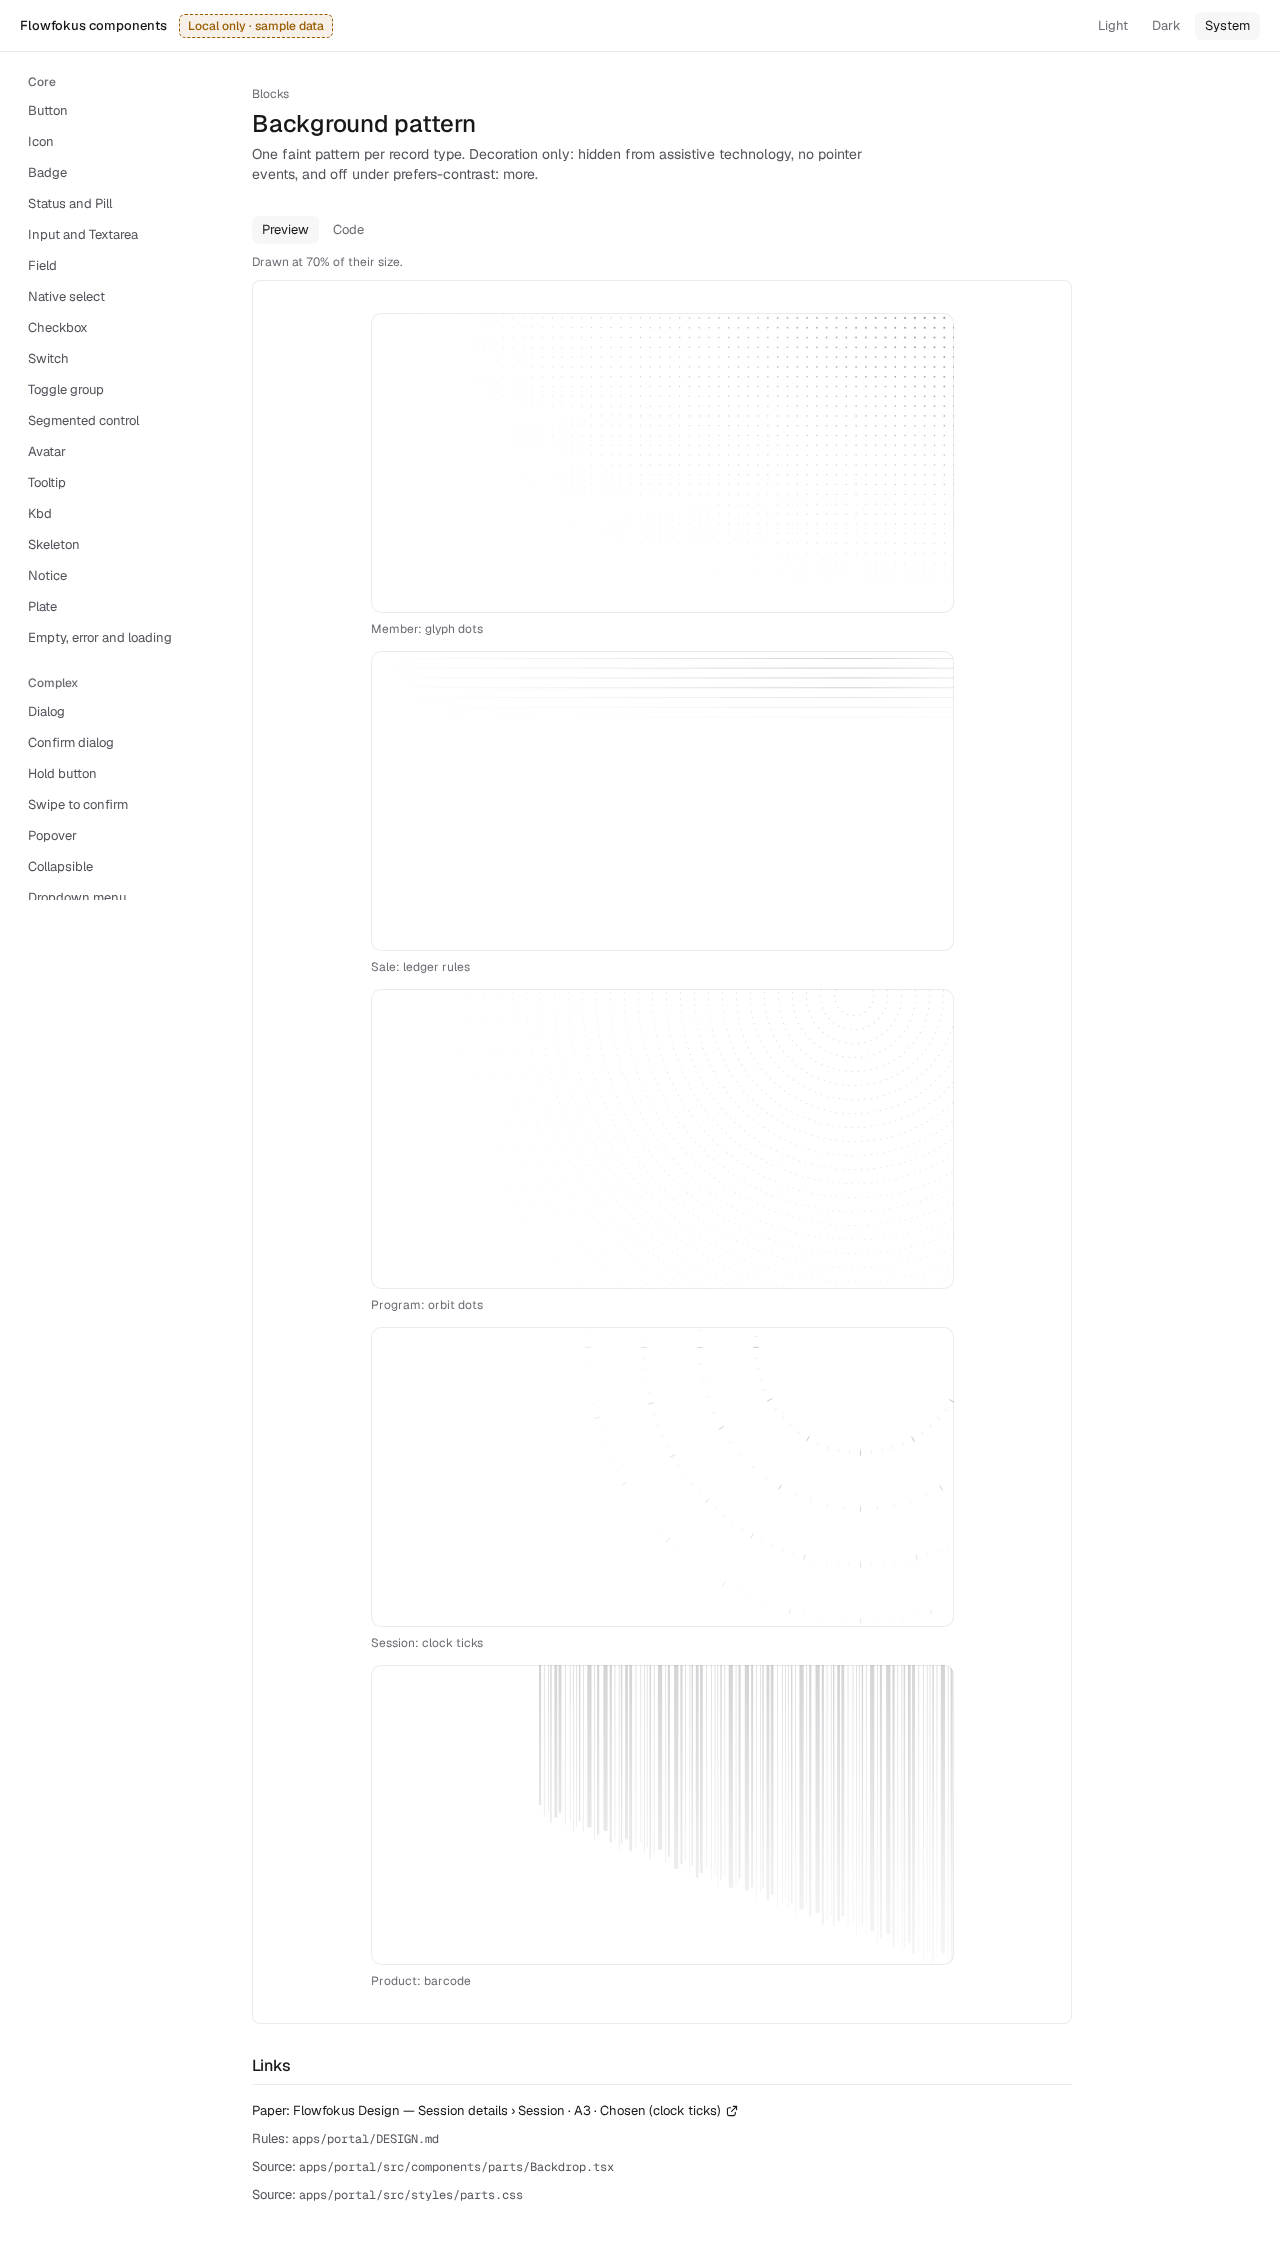 Flowfokus components
Local only · sample data
Light
Dark
System
Core
Button
Icon
Badge
Status and Pill
Input and Textarea
Field
Native select
Checkbox
Switch
Toggle group
Segmented control
Avatar
Tooltip
Kbd
Skeleton
Notice
Plate
Empty, error and loading
Complex
Dialog
Confirm dialog
Hold button
Swipe to confirm
Popover
Collapsible
Dropdown menu
Blocks
Background pattern
One faint pattern per record type. Decoration only: hidden from assistive technology, no pointer
events, and off under prefers-contrast: more.
Preview
Code
Drawn at 70% of their size.
Member: glyph dots
Sale: ledger rules
Program: orbit dots
Session: clock ticks
Product: barcode
Links
Paper: Flowfokus Design — Session details › Session · A3 · Chosen (clock ticks)
Rules: apps/portal/DESIGN.md
Source: apps/portal/src/components/parts/Backdrop.tsx
Source: apps/portal/src/styles/parts.css